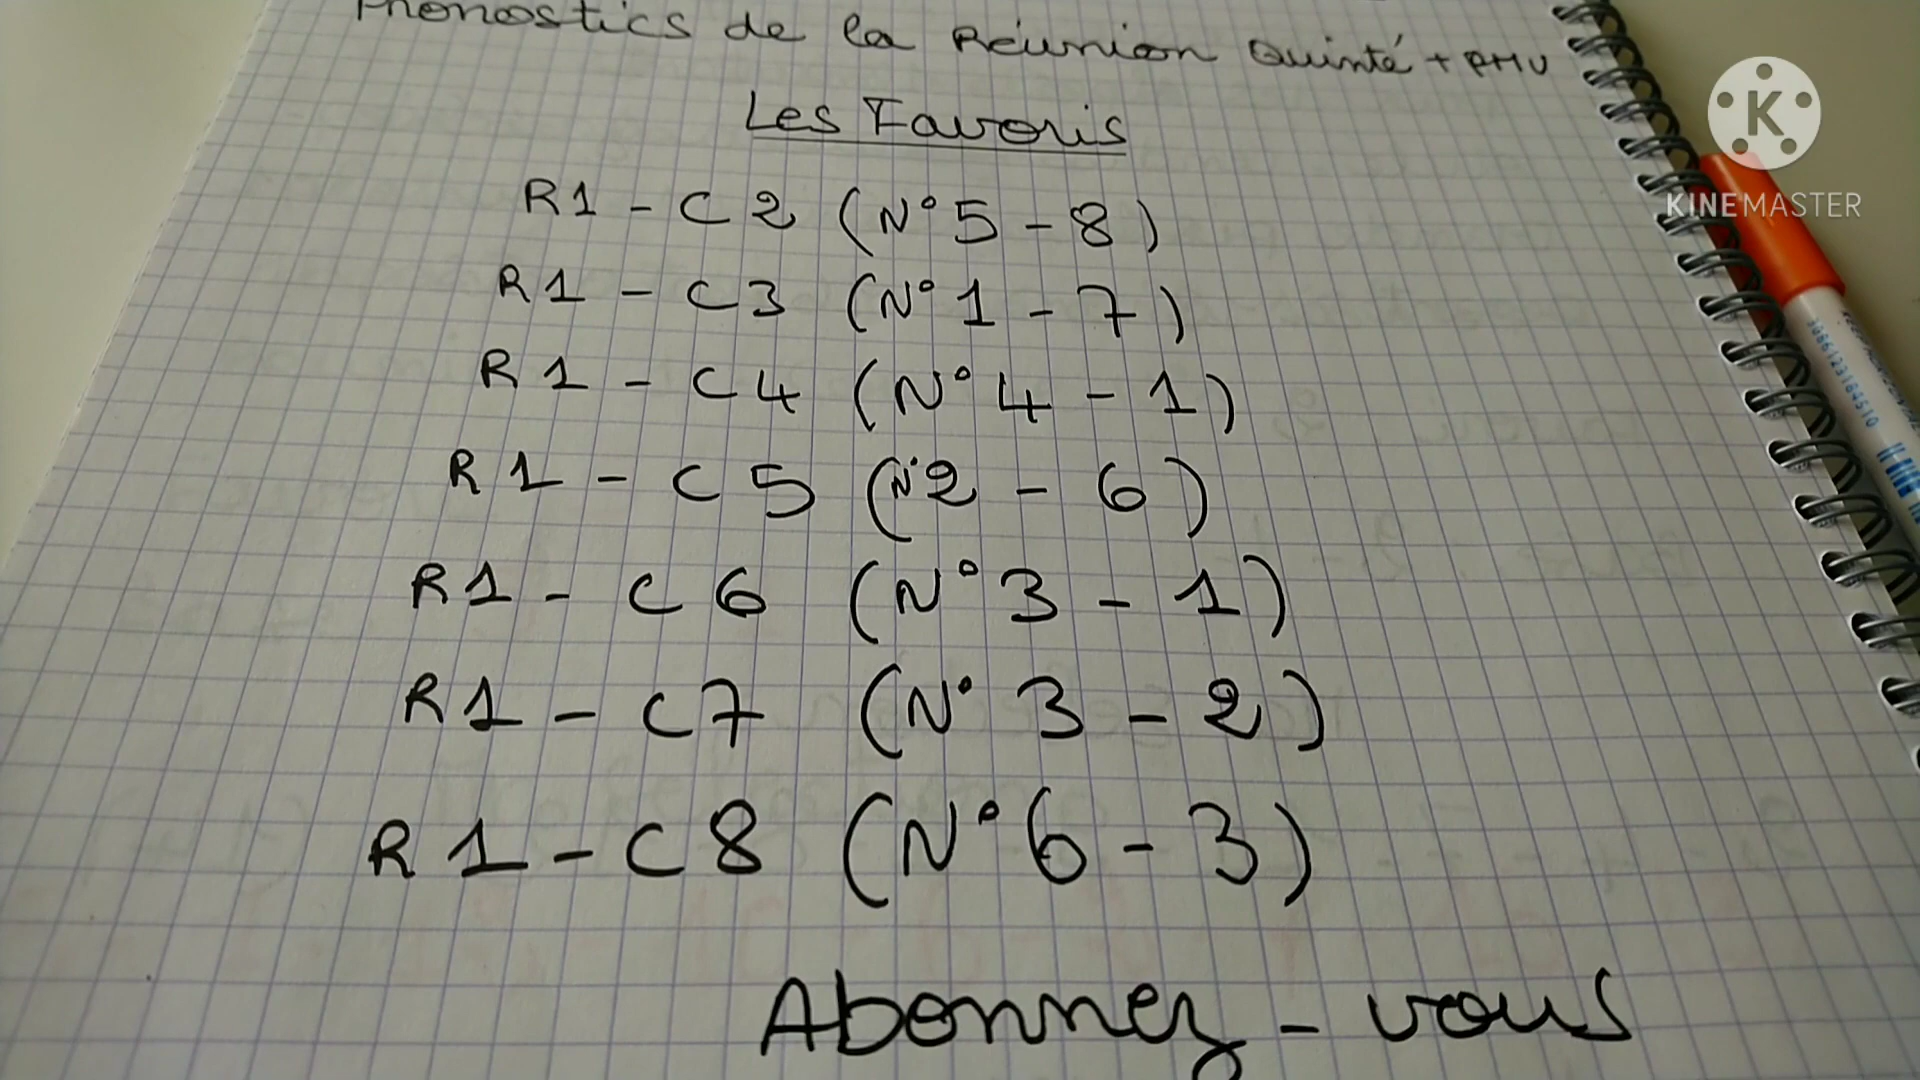 Pronostics de la Réunion Quinté + PMU
Les Favoris
R1 - C2 (N° 5 - 8)
R1 - C3 (N° 1 - 7)
R1 - C4 (N° 4 - 1)
R1 - C5 (N° 2 - 6)
R1 - C6 (N° 3 - 1)
R1 - C7 (N° 3 - 2)
R1 - C8 (N° 6 - 3)
Abonnez - vous
K
KINEMASTER